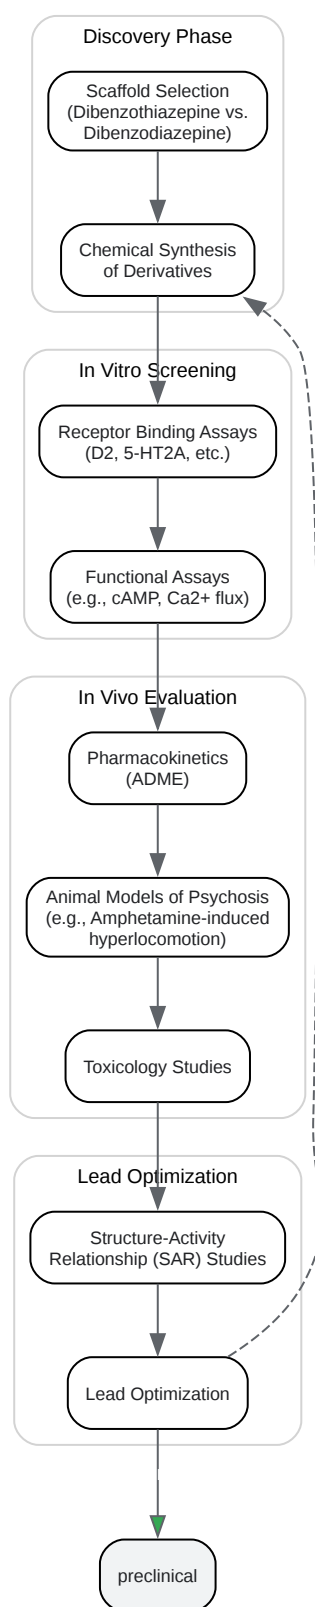 Discovery Phase
Scaffold Selection
(Dibenzothiazepine vs.
Dibenzodiazepine)
Chemical Synthesis
of Derivatives
In Vitro Screening
Receptor Binding Assays
(D2, 5-HT2A, etc.)
Functional Assays
(e.g., cAMP, Ca2+ flux)
In Vivo Evaluation
Pharmacokinetics
(ADME)
Animal Models of Psychosis
(e.g., Amphetamine-induced
hyperlocomotion)
Toxicology Studies
Lead Optimization
Structure-Activity
Relationship (SAR) Studies
Lead Optimization
preclinical